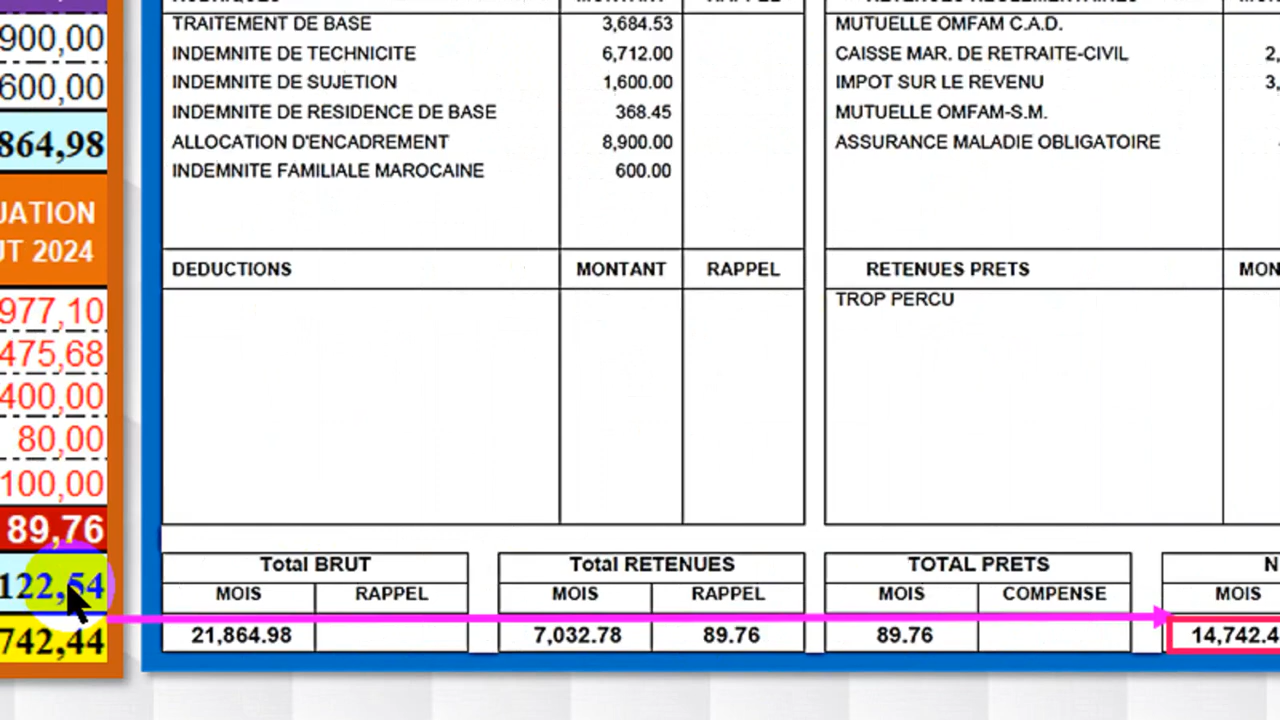 900,00
600,00
864,98
UATION
UT 2024
977,10
475,68
400,00
80,00
100,00
89,76
122,54
742,44
MONTANT RAPPEL
TRAITEMENT DE BASE 3,684.53
INDEMNITE DE TECHNICITE 6,712.00
INDEMNITE DE SUJETION 1,600.00
INDEMNITE DE RESIDENCE DE BASE 368.45
ALLOCATION D'ENCADREMENT 8,900.00
INDEMNITE FAMILIALE MAROCAINE 600.00
DEDUCTIONS MONTANT RAPPEL
MUTUELLE OMFAM C.A.D.
CAISSE MAR. DE RETRAITE-CIVIL 2,
IMPOT SUR LE REVENU 3,
MUTUELLE OMFAM-S.M.
ASSURANCE MALADIE OBLIGATOIRE
RETENUES PRETS MON
TROP PERCU
Total BRUT Total RETENUES TOTAL PRETS N
MOIS RAPPEL MOIS RAPPEL MOIS COMPENSE MOIS
21,864.98 7,032.78 89.76 89.76 14,742.4